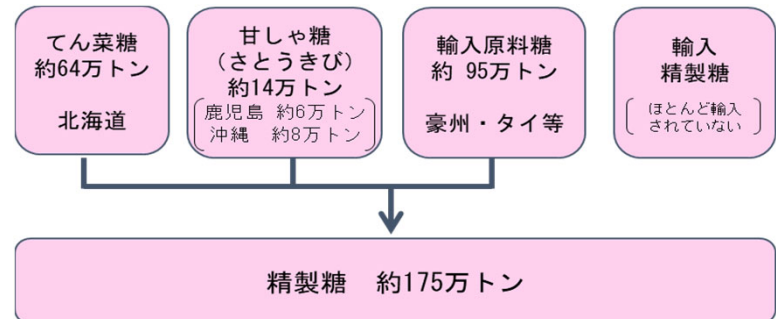 てん菜糖
約64万トン
北海道
甘しゃ糖
（さとうきび）
約14万トン
鹿児島 約6万トン
沖縄 約8万トン
輸入原料糖
約 95万トン
豪州・タイ等
輸入
精製糖
ほとんど輸入
されていない
精製糖 約175万トン